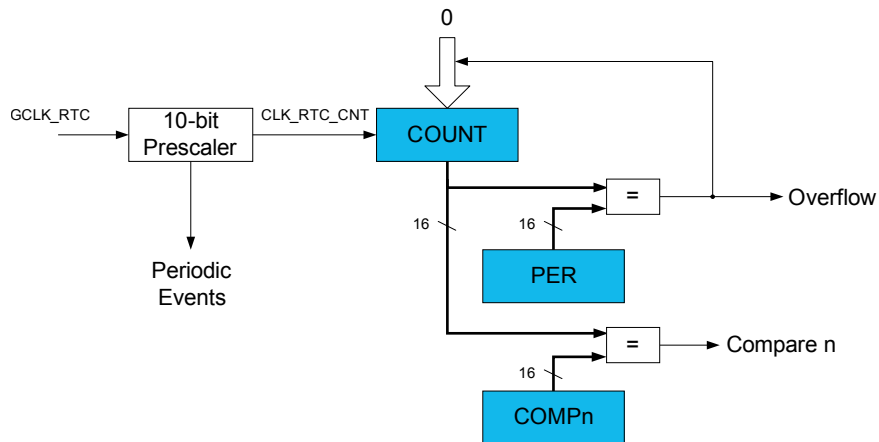 0
GCLK_RTC
10-bit
Prescaler
CLK_RTC_CNT
COUNT
=
Overflow
16
16
PER
Periodic
Events
=
Compare n
16
COMPn